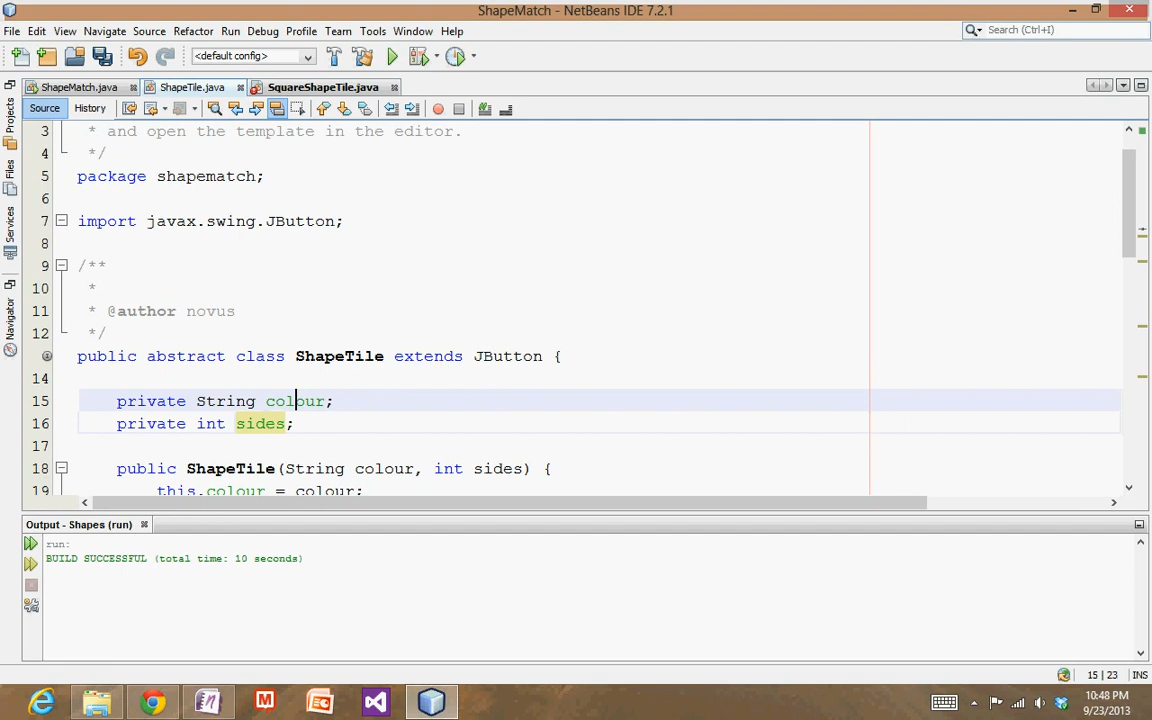 ShapeMatch - NetBeans IDE 7.2.1
File Edit View Navigate Source Refactor Run Debug Profile Team Tools Window Help
Search (Ctrl+I)
<default config>
ShapeMatch.java ShapeTile.java SquareShapeTile.java
Source History
Projects
Files
Services
Navigator
3 * and open the template in the editor.
4 */
5 package shapematch;
6
7 import javax.swing.JButton;
8
9 /**
10 *
11 * @author novus
12 */
public abstract class ShapeTile extends JButton {
14
15 private String colour;
16 private int sides;
17
18 public ShapeTile(String colour, int sides) {
19 this.colour = colour;
Output - Shapes (run)
run:
BUILD SUCCESSFUL (total time: 10 seconds)
15 | 23 INS
10:48 PM
9/23/2013